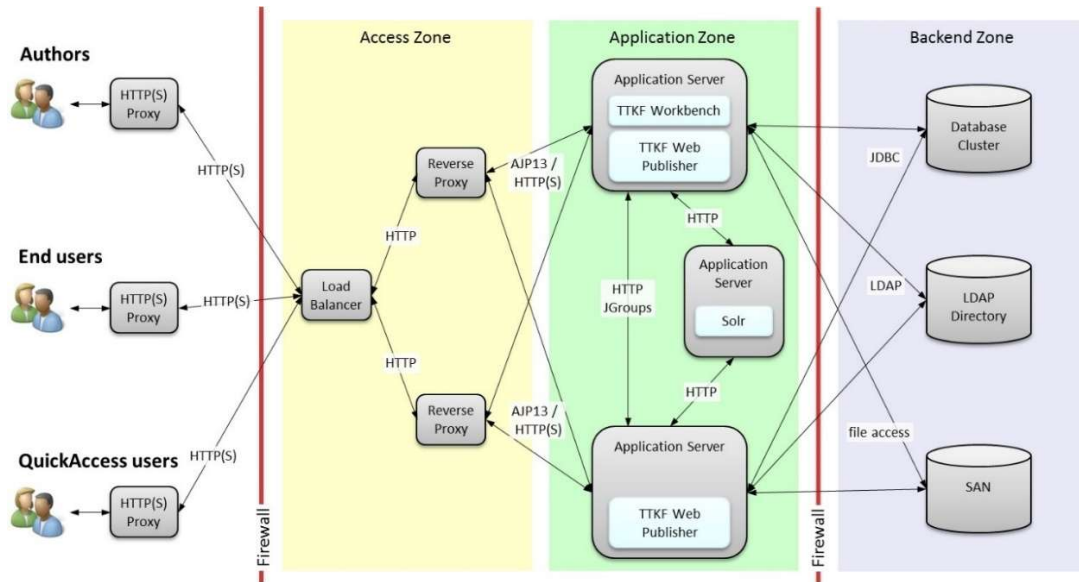 Access Zone
Application Zone
Backend Zone
Authors
HTTP(S)
Proxy
HTTP(S)
End users
HTTP(S)
Proxy
HTTP(S)
QuickAccess users
HTTP(S)
Proxy
HTTP(S)
Firewall
Load
Balancer
HTTP
HTTP
Reverse
Proxy
Reverse
Proxy
AJP13 /
HTTP(S)
AJP13 /
HTTP(S)
Application Server
TTKF Workbench
TTKF Web
Publisher
HTTP
HTTP
JGroups
Application
Server
Solr
HTTP
Application Server
TTKF Web
Publisher
Firewall
JDBC
LDAP
file access
Database
Cluster
LDAP
Directory
SAN